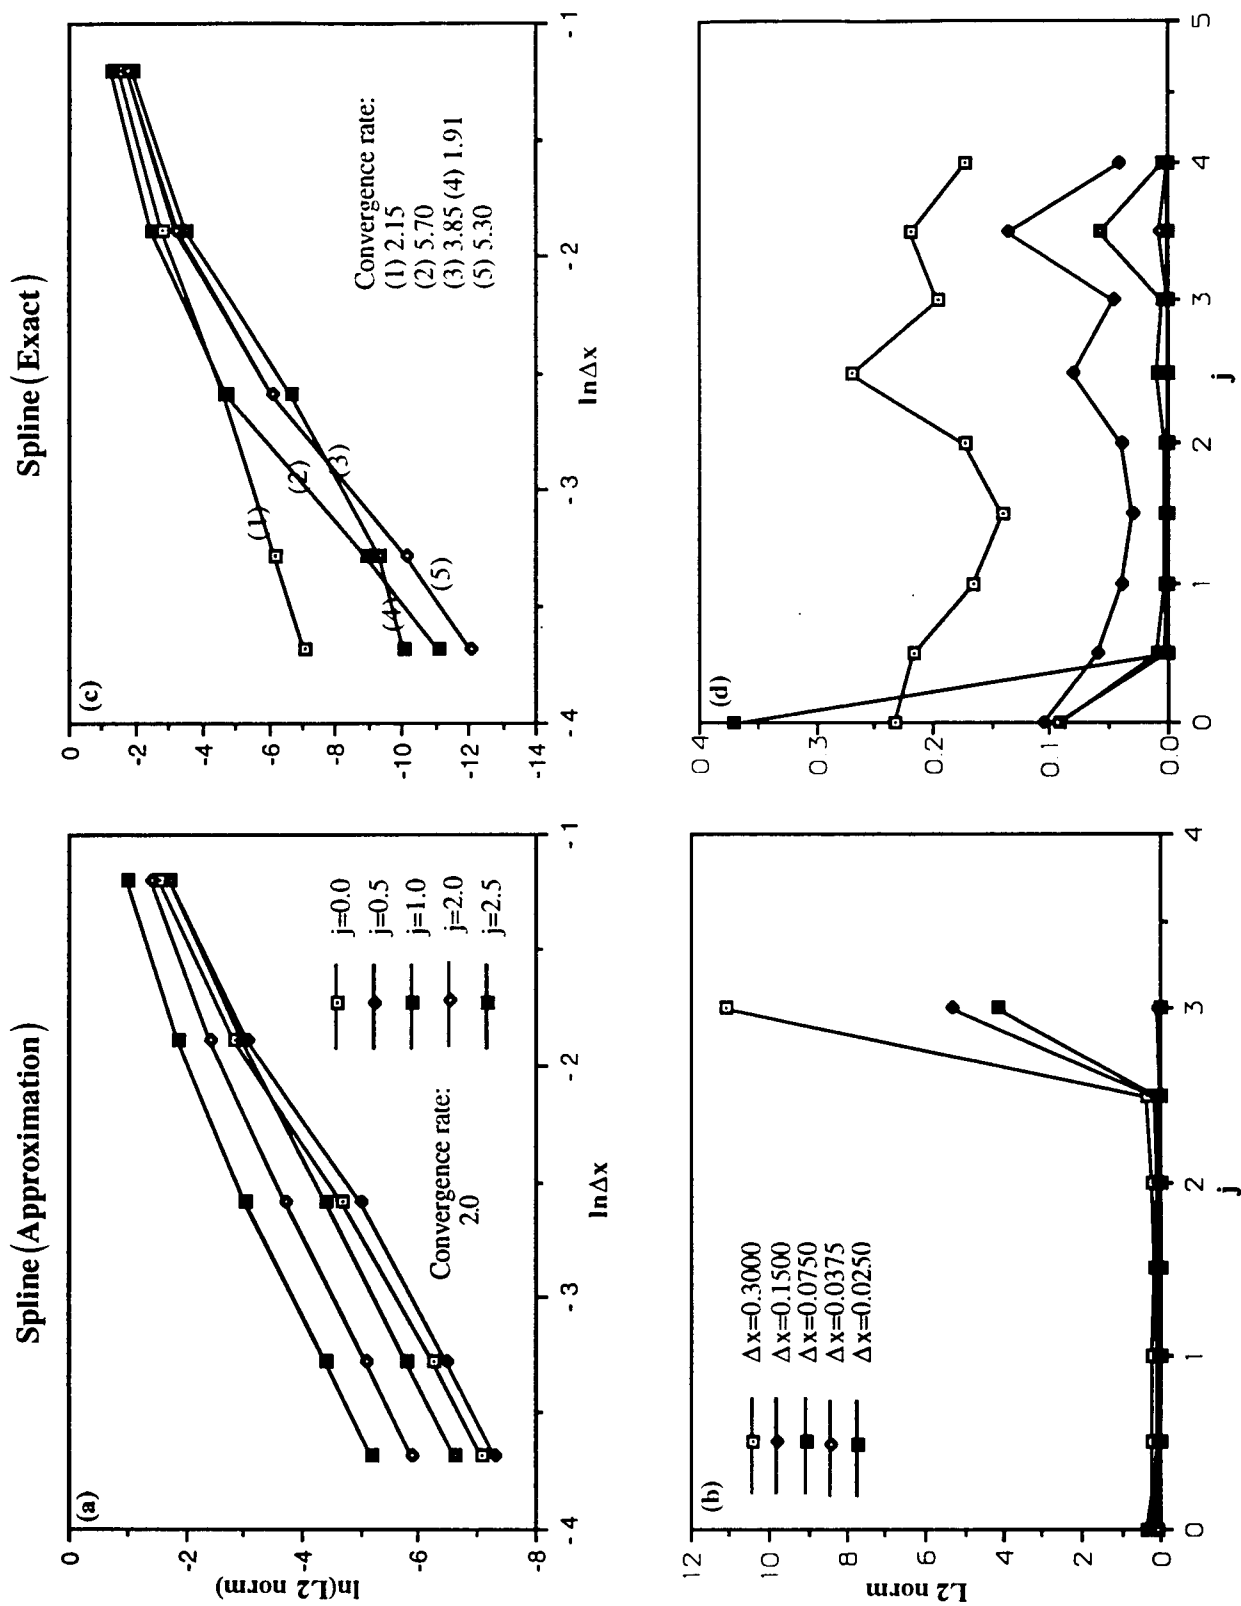 Spline(Approximation)
(a)
0
-2
-4
-6
-8
ln(L2 norm)
-4
-3
-2
-1
lnΔx
Convergence rate:
2.0
j=0.0
j=0.5
j=1.0
j=2.0
j=2.5
Spline(Exact)
(c)
0
-2
-4
-6
-8
-10
-12
-14
-4
-3
-2
-1
lnΔx
(1)
(2)
(3)
(4)
(5)
Convergence rate:
(1) 2.15
(2) 5.70
(3) 3.85 (4) 1.91
(5) 5.30
(b)
12
10
8
6
4
2
0
L2 norm
0
1
2
3
4
j
Δx=0.3000
Δx=0.1500
Δx=0.0750
Δx=0.0375
Δx=0.0250
(d)
0.4
0.3
0.2
0.1
0.0
0
1
2
3
4
5
j